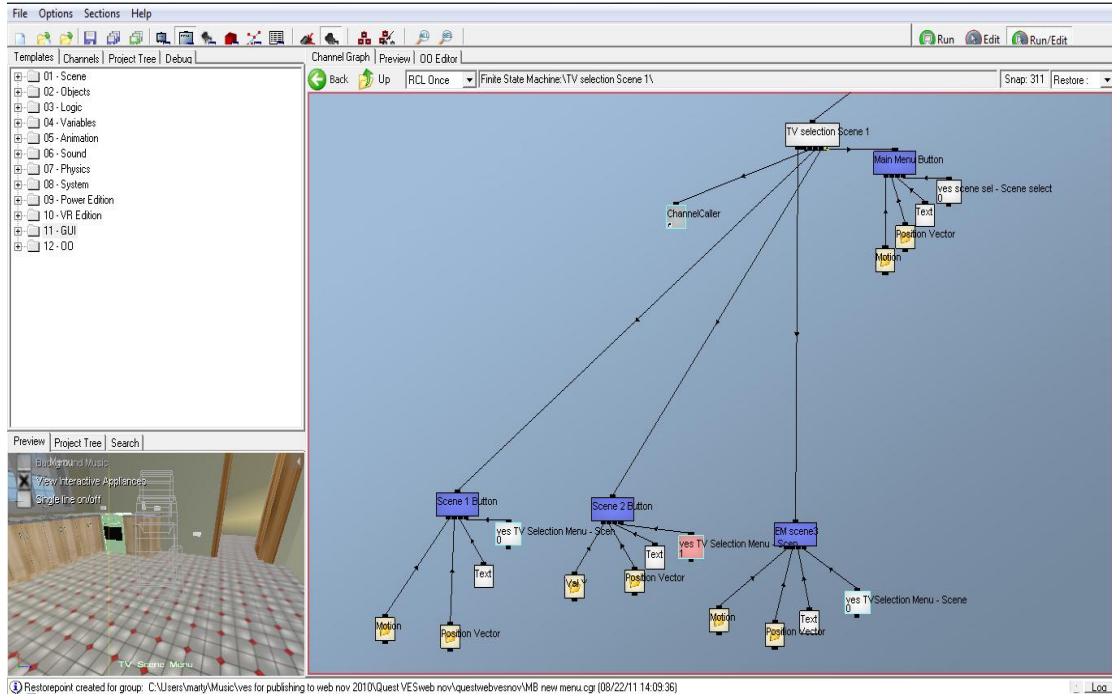 File Options Sections Help
Run Edit Run/Edit
Templates Channels Project Tree Debug
Channel Graph Preview OO Editor
Back Up RCL Once Finite State Machine:\TV selection Scene 1\ Snap: 311 Restore :
01 - Scene
02 - Objects
03 - Logic
04 - Variables
05 - Animation
06 - Sound
07 - Physics
08 - System
09 - Power Edition
10 - VR Edition
11 - GUI
12 - OO
TV selection Scene 1
Main Menu Button
ves scene sel - Scene select
0
Text
Position Vector
Motion
ChannelCaller
Scene 1 Button
ves TV Selection Menu - Scen
0
Text
Motion
Position Vector
Scene 2 Button
ves TV Selection Menu - Scen
1
Text
Position Vector
EM scene3
ves TVSelection Menu - Scene
0
Motion
Text
Position Vector
Preview Project Tree Search
Background Music
Menu
View Interactive Appliances
Single line on/off
TV Scene Menu
Restorepoint created for group: C:\Users\marty\Music\ves for publishing to web nov 2010\Quest VESweb nov\questwebvesnov\MB new menu.cgr (08/22/11 14:09:36)
Log